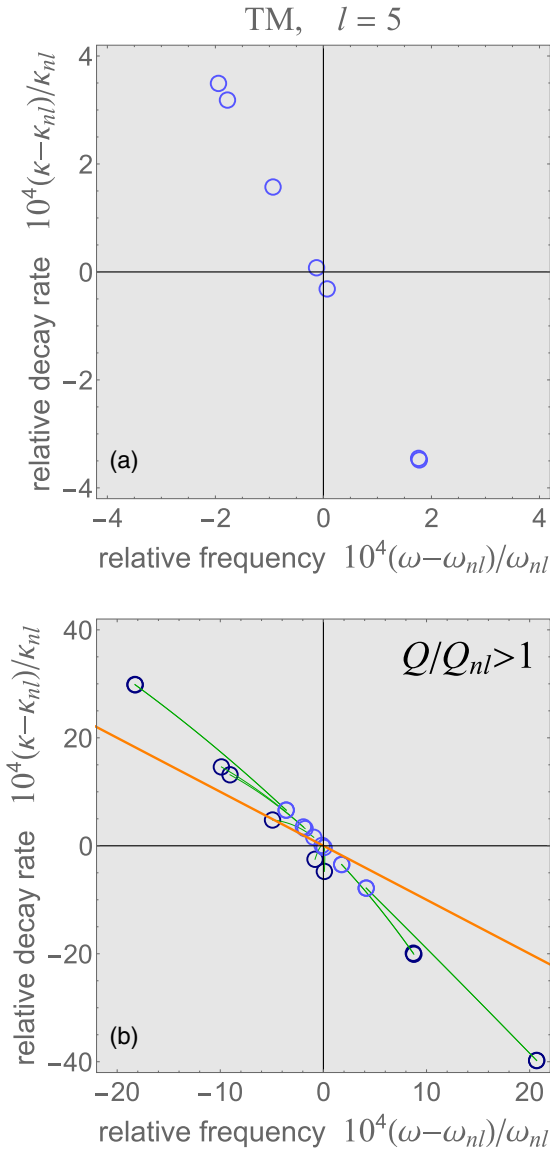 TM, l = 5
relative decay rate 10⁴(κ−κₙₗ)/κₙₗ
4
2
0
−2
−4
(a)
−4 −2 0 2 4
relative frequency 10⁴(ω−ωₙₗ)/ωₙₗ
relative decay rate 10⁴(κ−κₙₗ)/κₙₗ
40
Q/Qₙₗ>1
20
0
−20
(b)
−40
−20 −10 0 10 20
relative frequency 10⁴(ω−ωₙₗ)/ωₙₗ